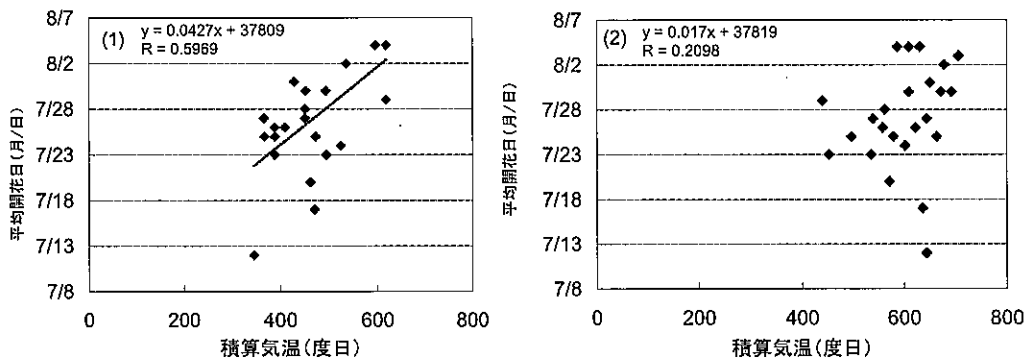 (1)
y = 0.0427x + 37809
R = 0.5969
平均開花日(月/日)
8/7
8/2
7/28
7/23
7/18
7/13
7/8
0 200 400 600 800
積算気温(度日)
(2)
y = 0.017x + 37819
R = 0.2098
平均開花日(月/日)
8/7
8/2
7/28
7/23
7/18
7/13
7/8
0 200 400 600 800
積算気温(度日)